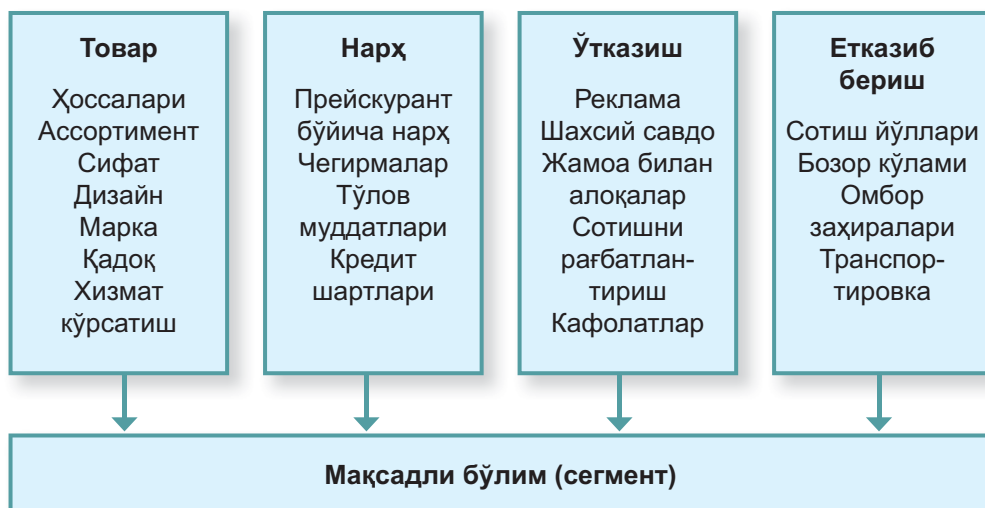 Товар
Ҳоссалари
Ассортимент
Сифат
Дизайн
Марка
Қадоқ
Хизмат
кўрсатиш
Нарҳ
Прейскурант
бўйича нарҳ
Чегирмалар
Тўлов
муддатлари
Кредит
шартлари
Ўтказиш
Реклама
Шахсий савдо
Жамоа билан
алоқалар
Сотишни
рағбатлан-
тириш
Кафолатлар
Етказиб
бериш
Сотиш йўллари
Бозор кўлами
Омбор
заҳиралари
Транспор-
тировка
Мақсадли бўлим (сегмент)